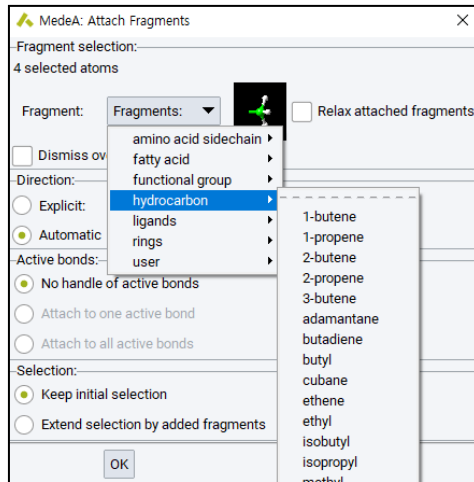 MedeA: Attach Fragments
Fragment selection:
4 selected atoms
Fragment: Fragments: Relax attached fragments
amino acid sidechain
fatty acid
functional group
hydrocarbon
ligands
rings
user
1-butene
1-propene
2-butene
2-propene
3-butene
adamantane
butadiene
butyl
cubane
ethene
ethyl
isobutyl
isopropyl
Dismiss
Direction:
Explicit:
Automatic
Active bonds:
No handle of active bonds
Attach to one active bond
Attach to all active bonds
Selection:
Keep initial selection
Extend selection by added fragments
OK